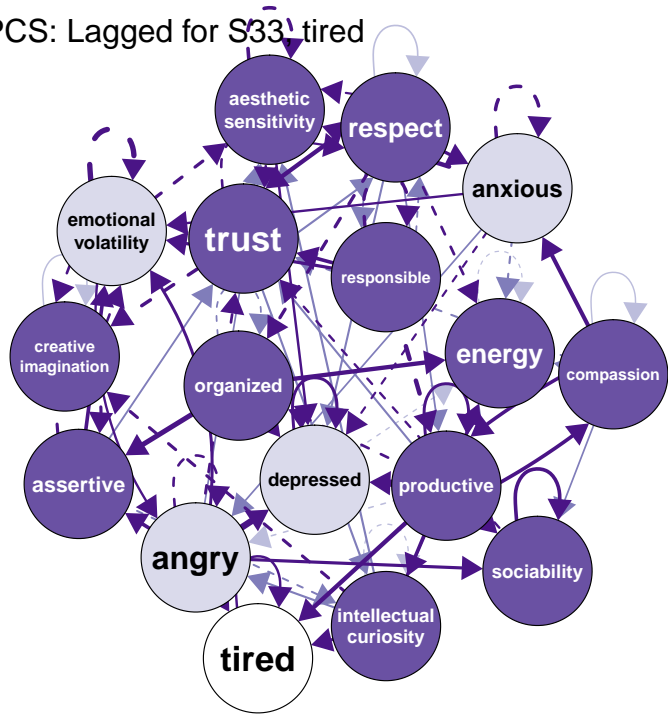 PCS: Lagged for S33, tired
aesthetic
sensitivity
respect
anxious
emotional
volatility
trust
responsible
creative
imagination
organized
energy
compassion
assertive
depressed
productive
angry
sociability
intellectual
curiosity
tired